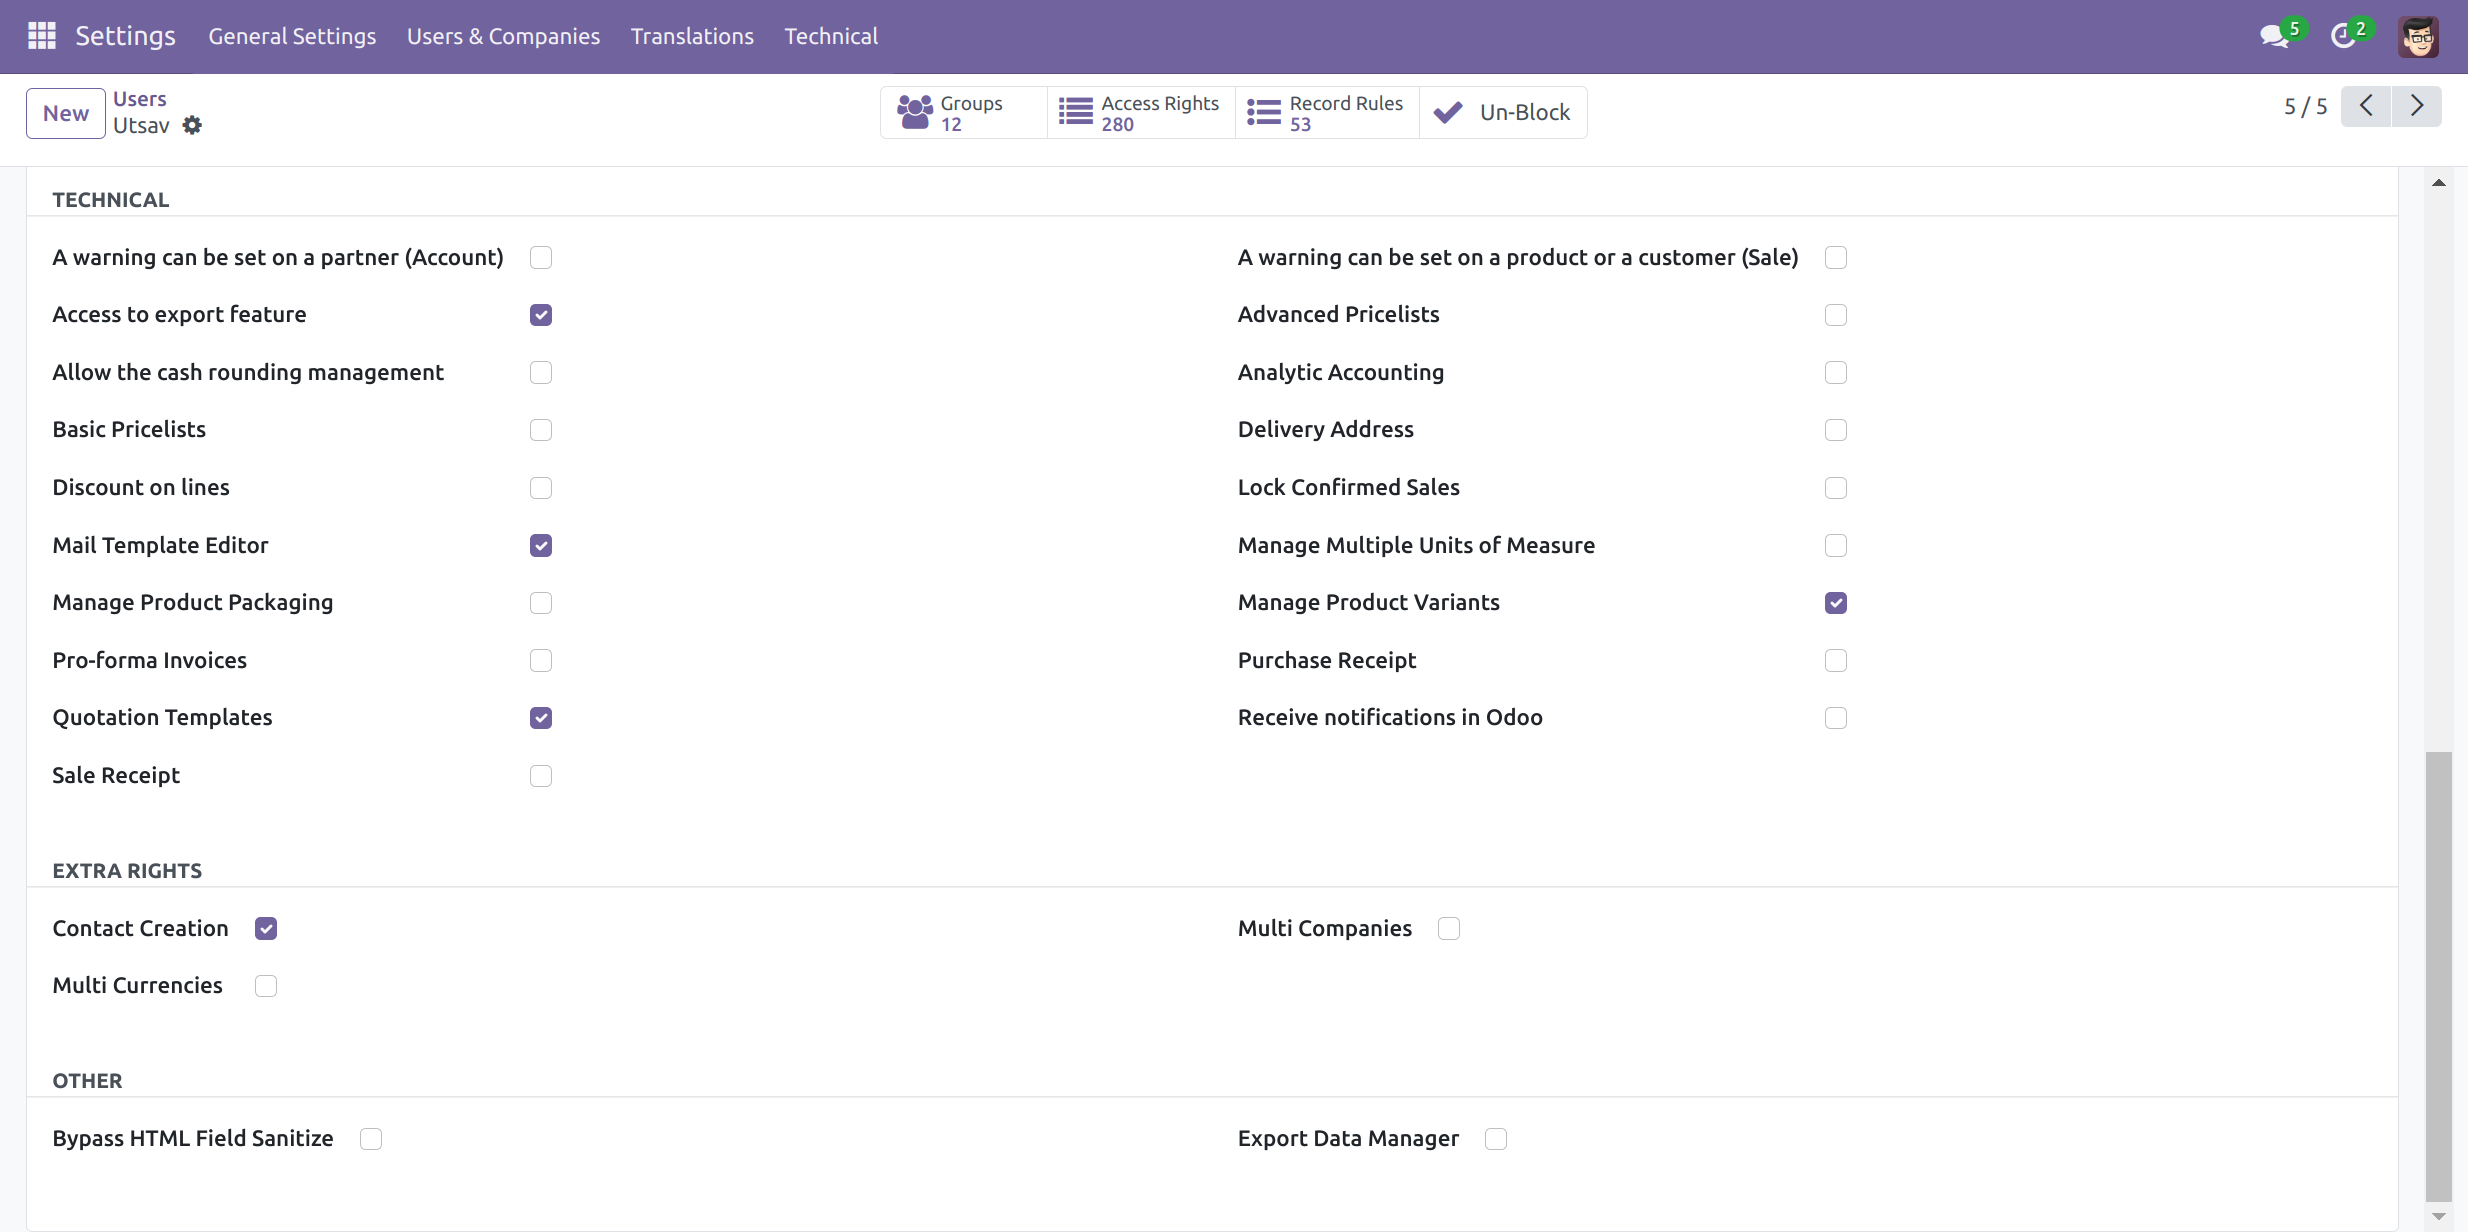 Settings General Settings Users & Companies Translations Technical 5 2
New Users
Utsav
Groups
12
Access Rights
280
Record Rules
53
Un-Block
5 / 5
TECHNICAL
A warning can be set on a partner (Account)
A warning can be set on a product or a customer (Sale)
Access to export feature
Advanced Pricelists
Allow the cash rounding management
Analytic Accounting
Basic Pricelists
Delivery Address
Discount on lines
Lock Confirmed Sales
Mail Template Editor
Manage Multiple Units of Measure
Manage Product Packaging
Manage Product Variants
Pro-forma Invoices
Purchase Receipt
Quotation Templates
Receive notifications in Odoo
Sale Receipt
EXTRA RIGHTS
Contact Creation
Multi Companies
Multi Currencies
OTHER
Bypass HTML Field Sanitize
Export Data Manager